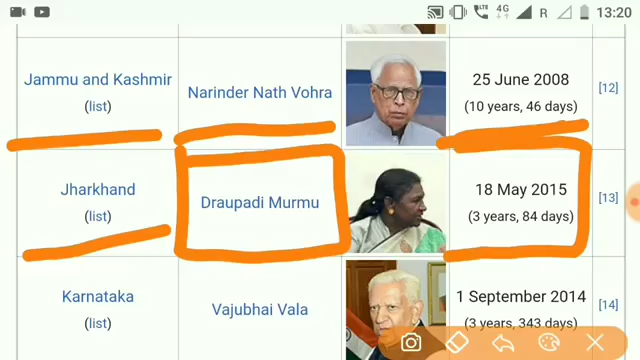 4G R 13:20
Jammu and Kashmir
(list)
Narinder Nath Vohra
25 June 2008
(10 years, 46 days)
[12]
Jharkhand
(list)
Draupadi Murmu
18 May 2015
(3 years, 84 days)
[13]
Karnataka
(list)
Vajubhai Vala
1 September 2014
(3 years, 343 days)
[14]